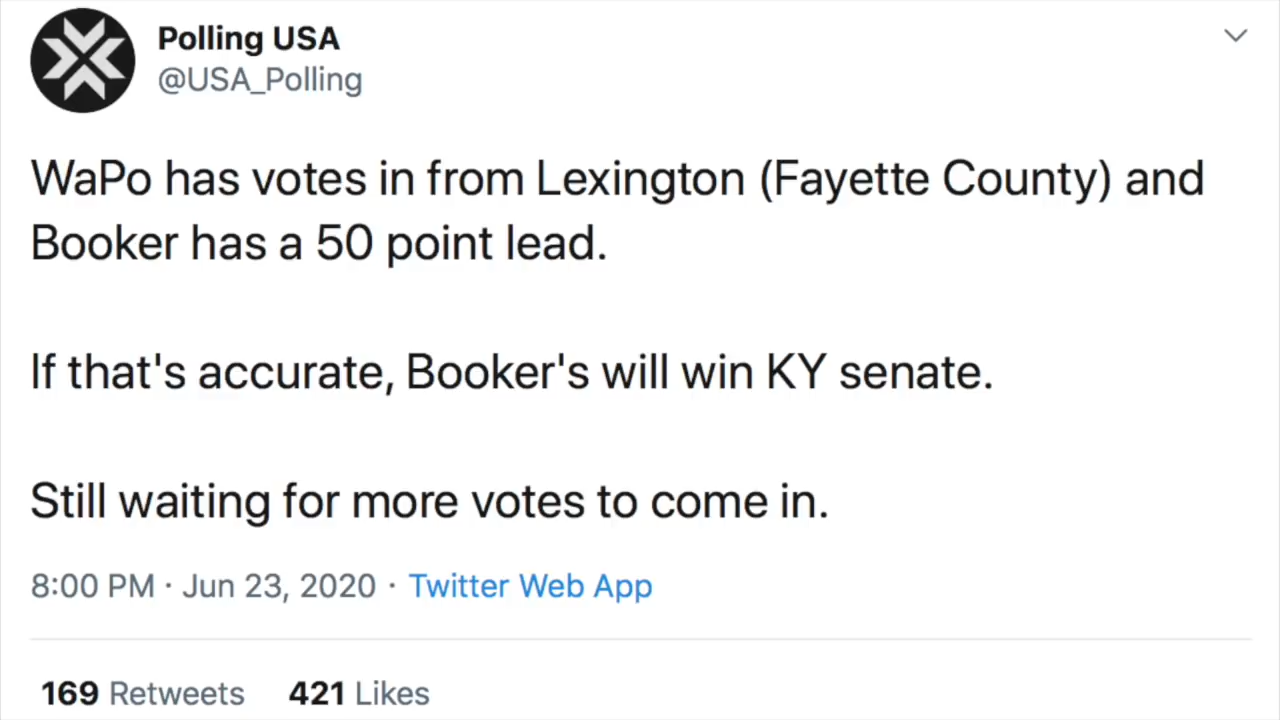 Polling USA
@USA_Polling
WaPo has votes in from Lexington (Fayette County) and
Booker has a 50 point lead.
If that's accurate, Booker's will win KY senate.
Still waiting for more votes to come in.
8:00 PM · Jun 23, 2020 · Twitter Web App
169 Retweets 421 Likes